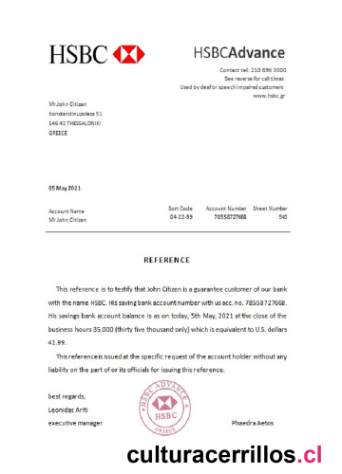 HSBC
HSBCAdvance
Contact tel: 210 696 0000
See reverse for call times
Used by deaf or speech impaired customers
www.hsbc.gr
Mr John Citizen
Konstantinupoleos 51
546 42 THESSALONIKI
GREECE
05 May 2021
Account Name
Mr John Citizen
Sort Code Account Number Sheet Number
04-12-99 70558727668 540
REFERENCE
This reference is to testify that John Citizen is a guarantee customer of our bank
with the name HSBC. His saving bank account number with us acc. no. 70558727668.
His savings bank account balance is as on today, 5th May, 2021 at the close of the
business hours 35.000 (thirty five thousand only) which is equivalent to U.S. dollars
41.99.
This reference is issued at the specific request of the account holder without any
liability on the part of or its officials for issuing this reference.
best regards,
Leonidas Ariti
executive manager
HSBC ADVANCE
HSBC
GREECE
Phaedra Aetos
culturacerrillos.cl